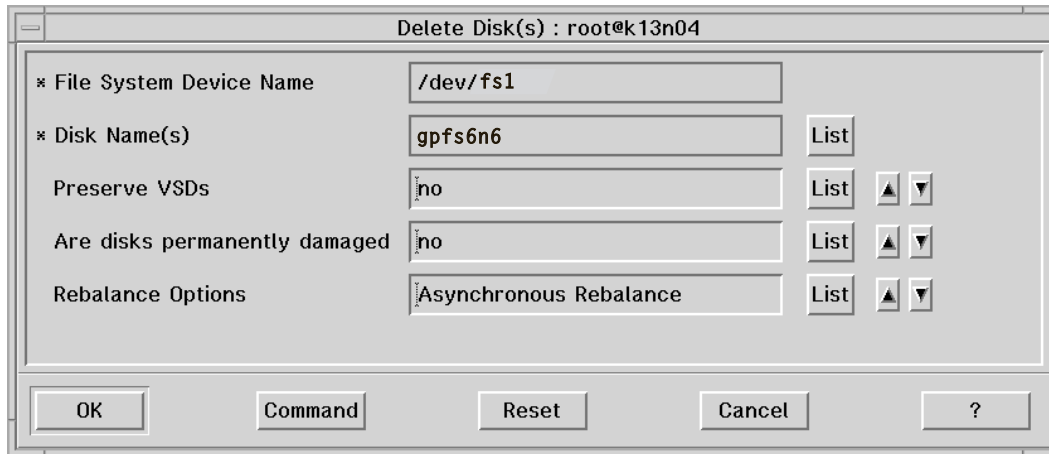 Delete Disk(s) : root@k13n04
* File System Device Name /dev/fs1
* Disk Name(s) gpfs6n6 List
Preserve VSDs no List ▲ ▼
Are disks permanently damaged no List ▲ ▼
Rebalance Options Asynchronous Rebalance List ▲ ▼
OK Command Reset Cancel ?